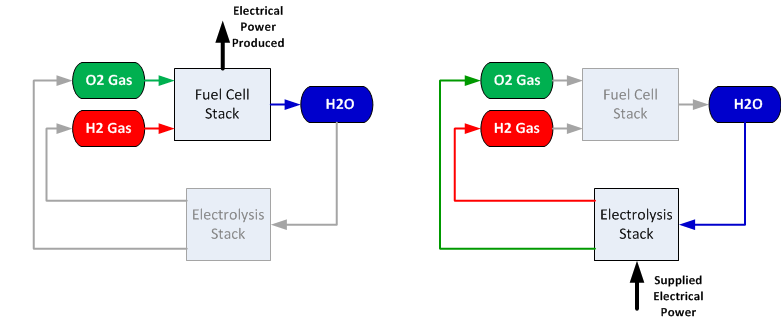 Electrical
Power
Produced
O2 Gas
Fuel Cell
Stack
H2O
H2 Gas
Electrolysis
Stack
O2 Gas
Fuel Cell
Stack
H2O
H2 Gas
Electrolysis
Stack
Supplied
Electrical
Power